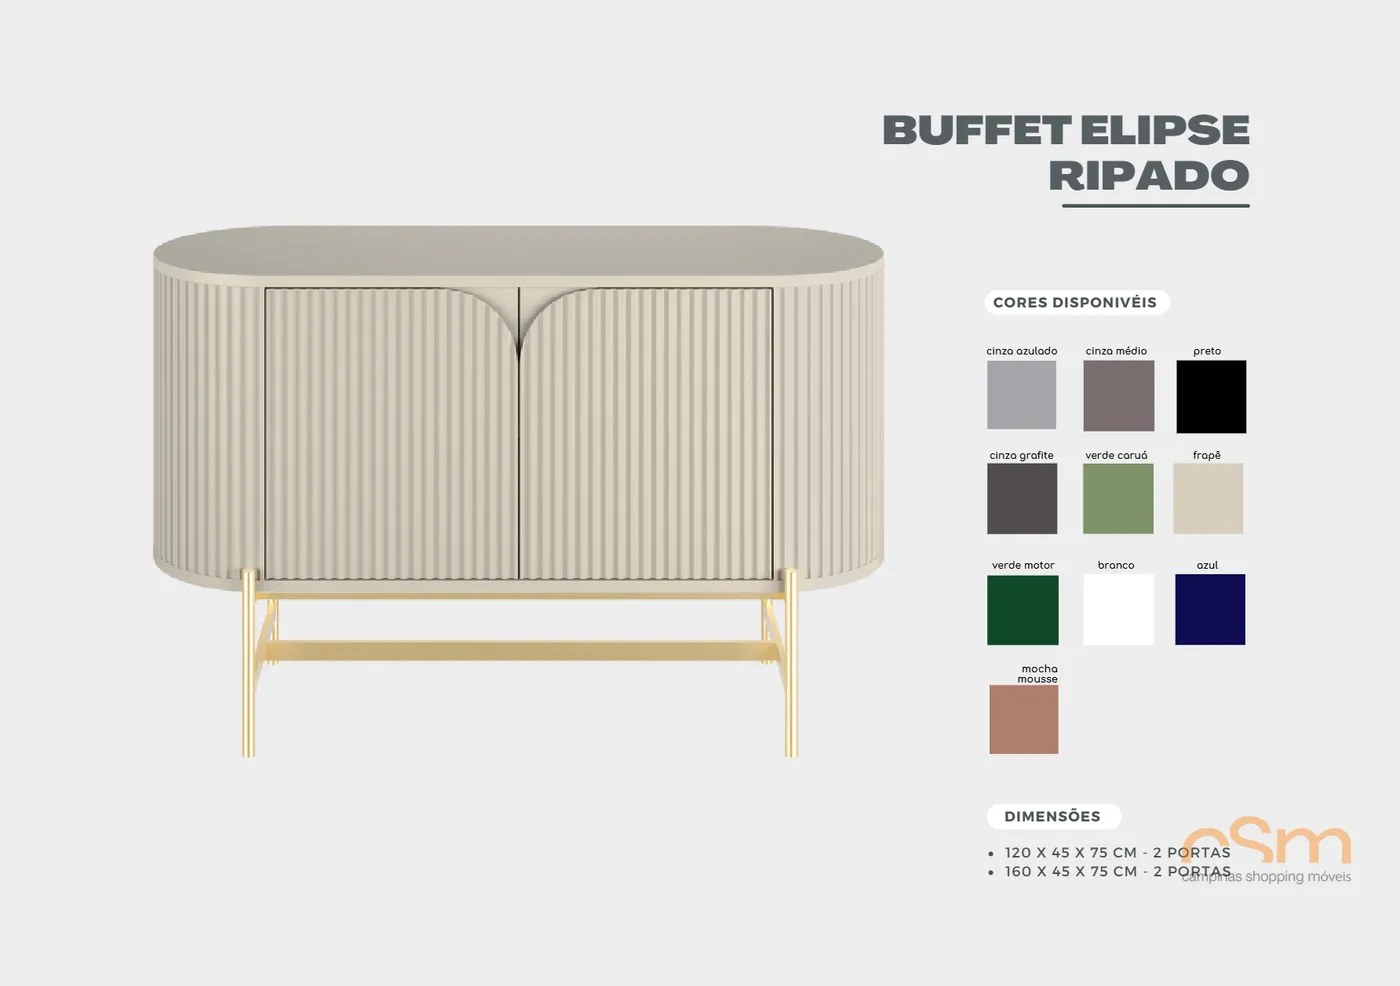 BUFFET ELIPSE
RIPADO
CORES DISPONIVÉIS
cinza azulado
cinza médio
preto
cinza grafite
verde caruá
frapê
verde motor
branco
azul
mocha
mousse
DIMENSÕES
• 120 X 45 X 75 CM - 2 PORTAS
• 160 X 45 X 75 CM - 2 PORTAS
csm
campinas shopping móveis